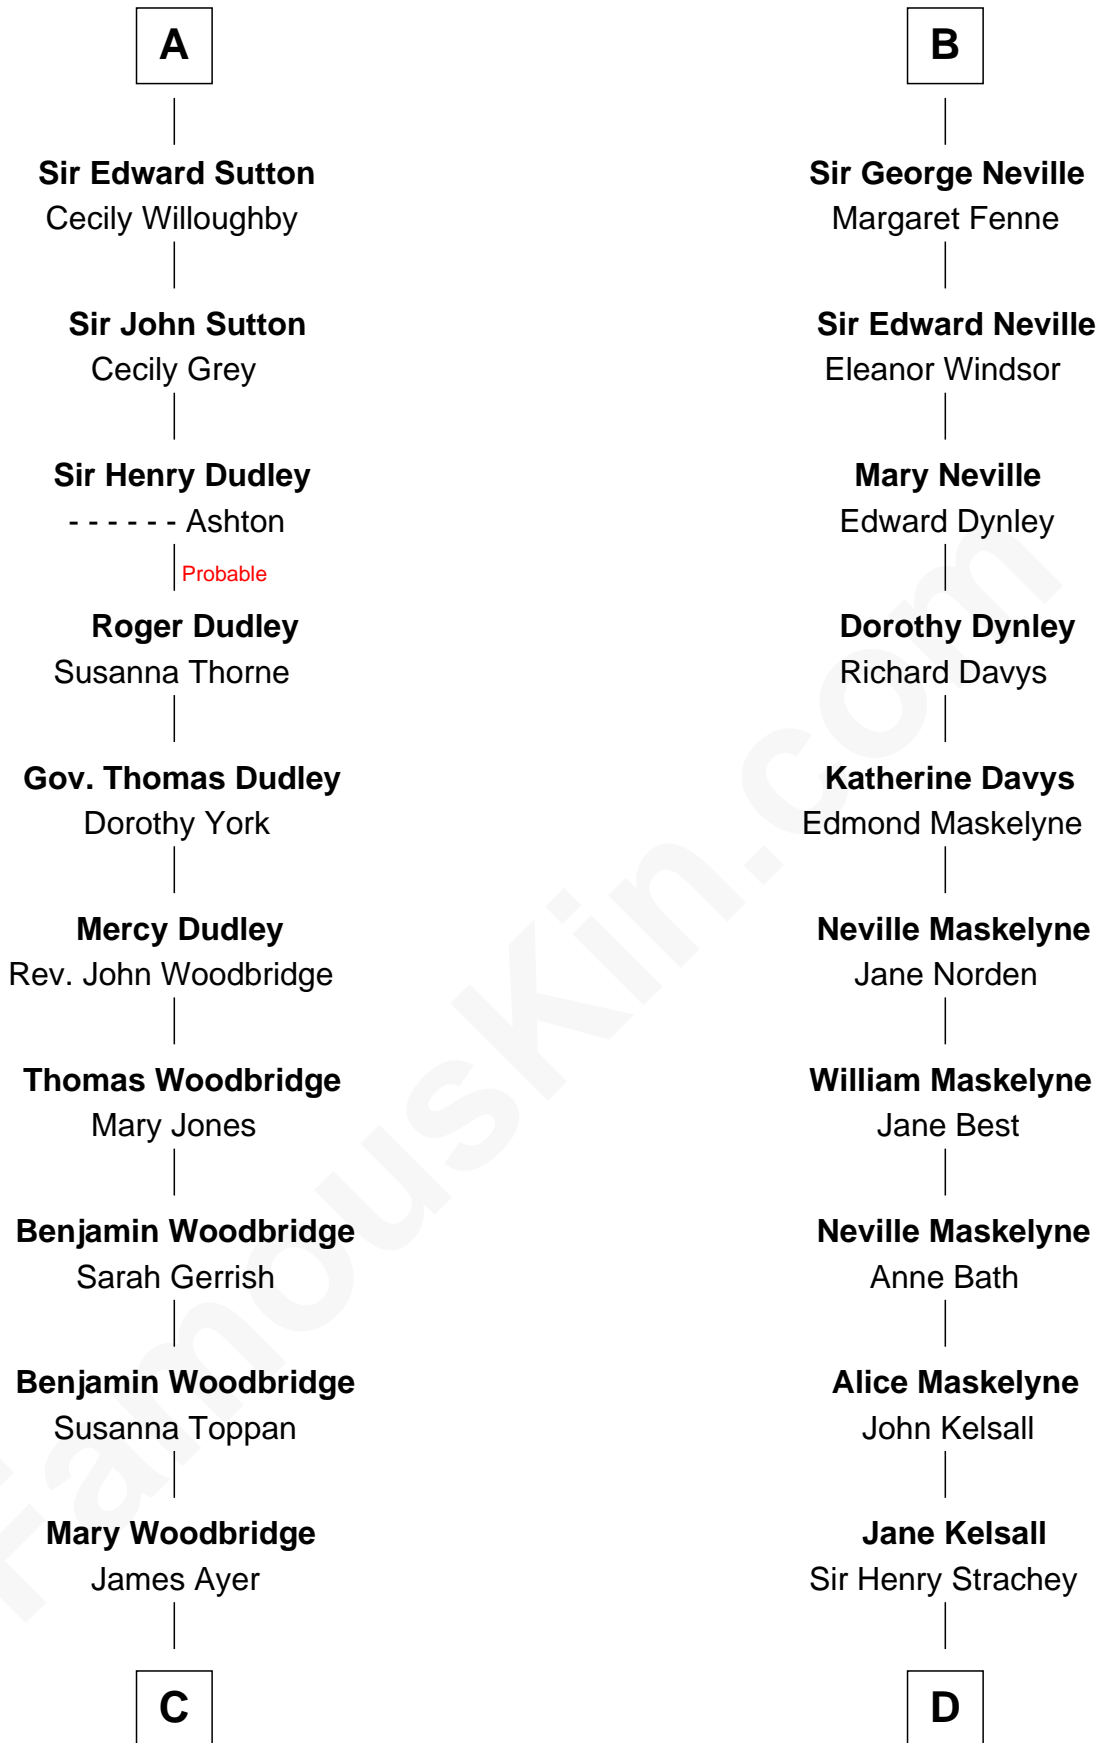 A
Sir Edward Sutton
Cecily Willoughby
Sir John Sutton
Cecily Grey
Sir Henry Dudley
- - - - - - Ashton
Probable
Roger Dudley
Susanna Thorne
Gov. Thomas Dudley
Dorothy York
Mercy Dudley
Rev. John Woodbridge
Thomas Woodbridge
Mary Jones
Benjamin Woodbridge
Sarah Gerrish
Benjamin Woodbridge
Susanna Toppan
Mary Woodbridge
James Ayer
C
B
Sir George Neville
Margaret Fenne
Sir Edward Neville
Eleanor Windsor
Mary Neville
Edward Dynley
Dorothy Dynley
Richard Davys
Katherine Davys
Edmond Maskelyne
Neville Maskelyne
Jane Norden
William Maskelyne
Jane Best
Neville Maskelyne
Anne Bath
Alice Maskelyne
John Kelsall
Jane Kelsall
Sir Henry Strachey
D
FamousKin.com